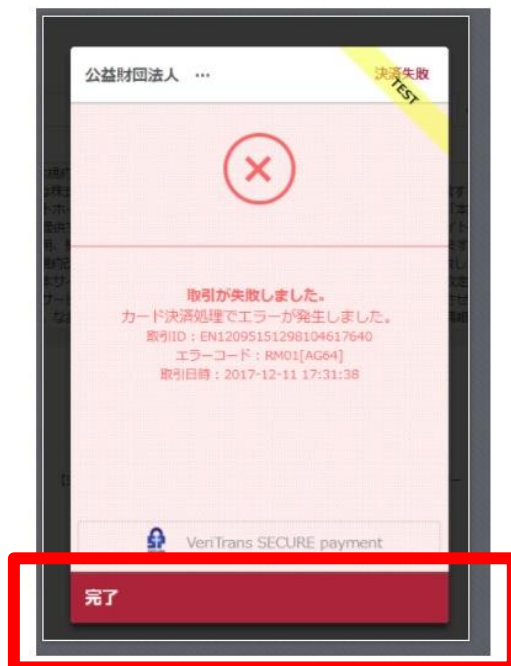 公益財団法人 …
決済失敗
TEST
取引が失敗しました。
カード決済処理でエラーが発生しました。
取引ID：EN12095151298104617640
エラーコード：RM01[AG64]
取引日時：2017-12-11 17:31:38
VeriTrans SECURE payment
完了